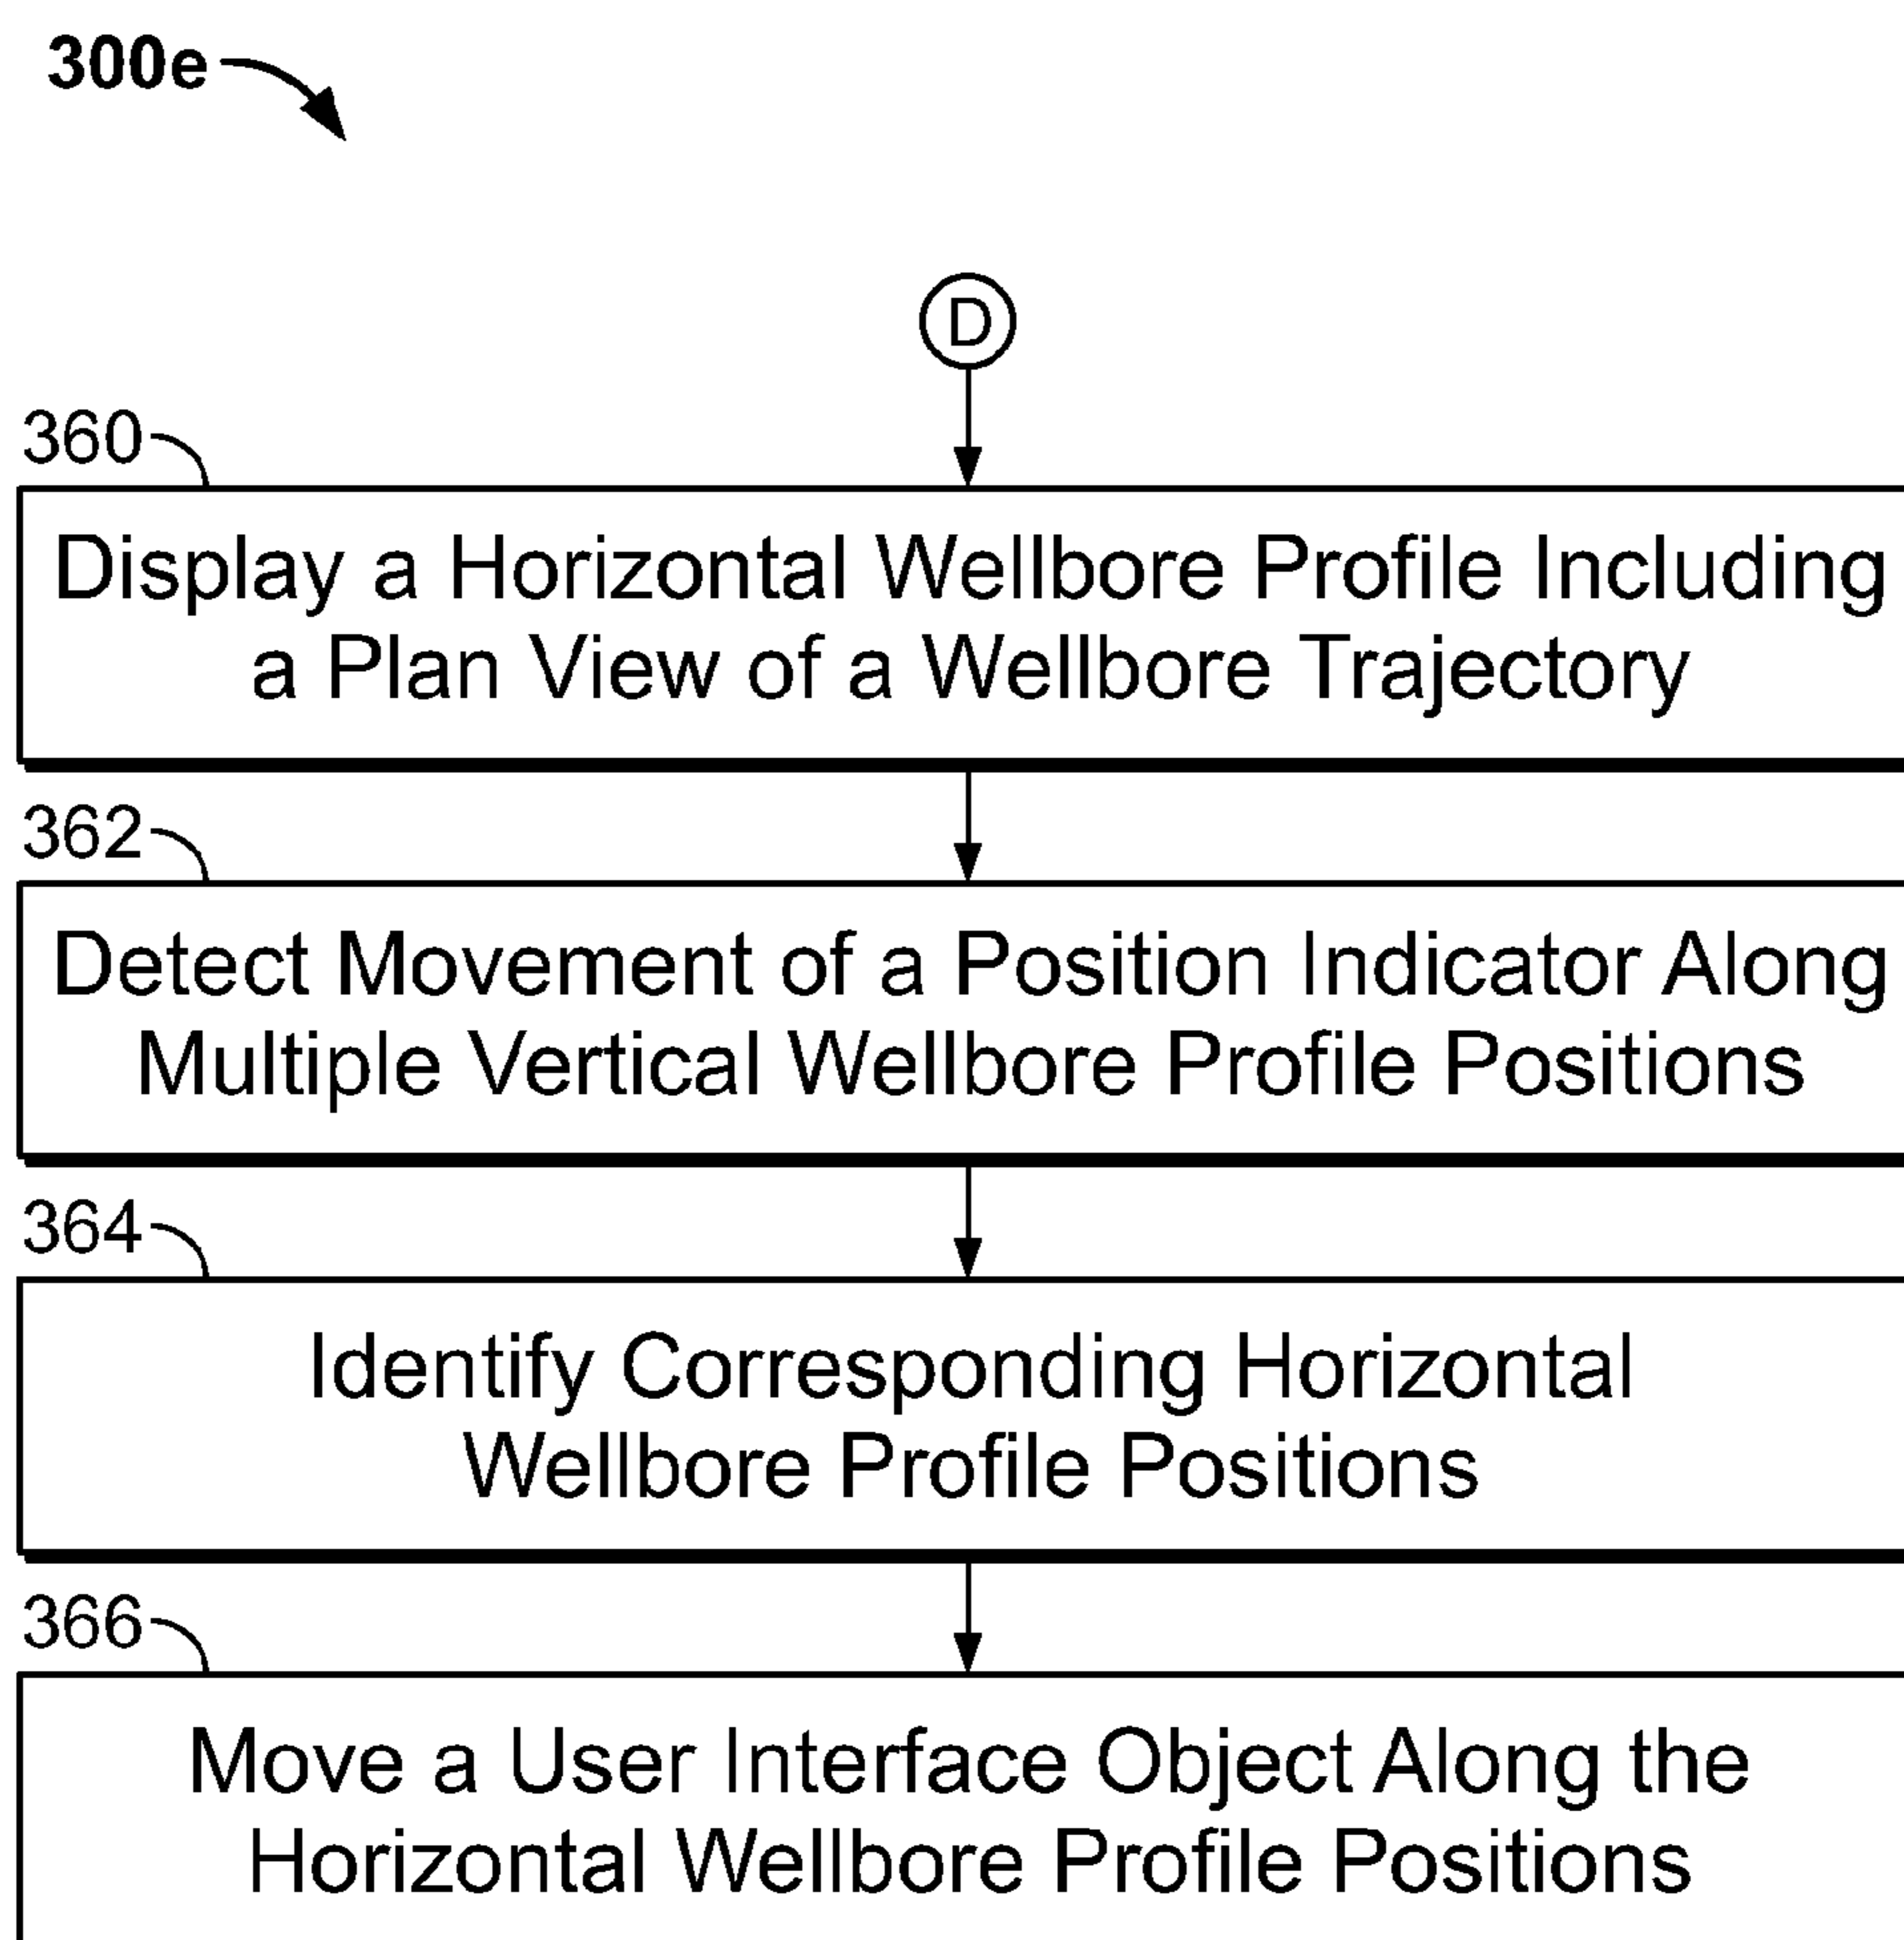 300e
D
360
Display a Horizontal Wellbore Profile Including
a Plan View of a Wellbore Trajectory
362
Detect Movement of a Position Indicator Along
Multiple Vertical Wellbore Profile Positions
364
Identify Corresponding Horizontal
Wellbore Profile Positions
366
Move a User Interface Object Along the
Horizontal Wellbore Profile Positions